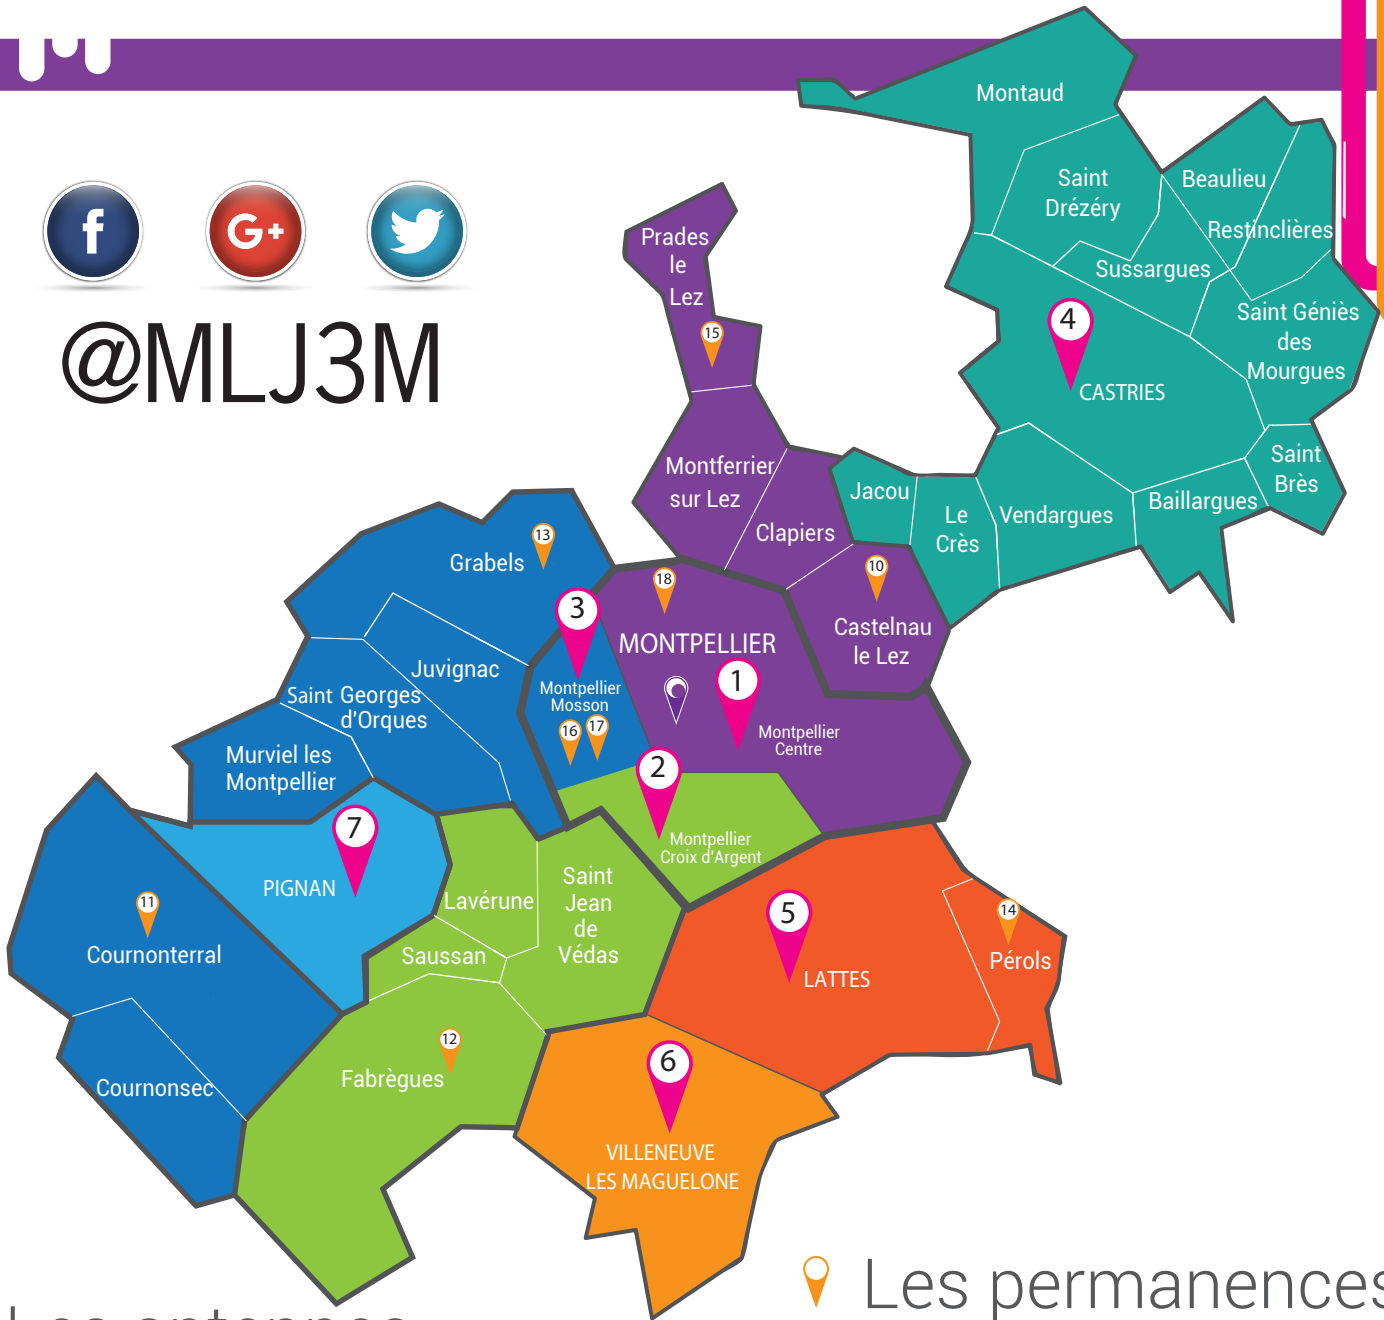 Montaud
Beaulieu
Saint
Drézéry
Restinclières
Prades
le
Lez
Sussargues
@MLJ3M
15
4
Saint Géniès
des
Mourgues
CASTRIES
Montferrier
sur Lez
Jacou
Saint
Brès
Baillargues
Vendargues
Le
Crès
Clapiers
13
Grabels
18
10
3
MONTPELLIER
Castelnau
le Lez
Juvignac
1
Montpellier
Mosson
Saint Georges
d'Orques
16
17
Montpellier
Centre
Murviel les
Montpellier
2
7
Montpellier
Croix d'Argent
PIGNAN
Saint
Jean
de
Védas
Lavérune
11
5
14
Cournonterral
Saussan
Pérols
LATTES
12
6
Fabrègues
Cournonsec
VILLENEUVE
LES MAGUELONE
Les permanences
Les antennes